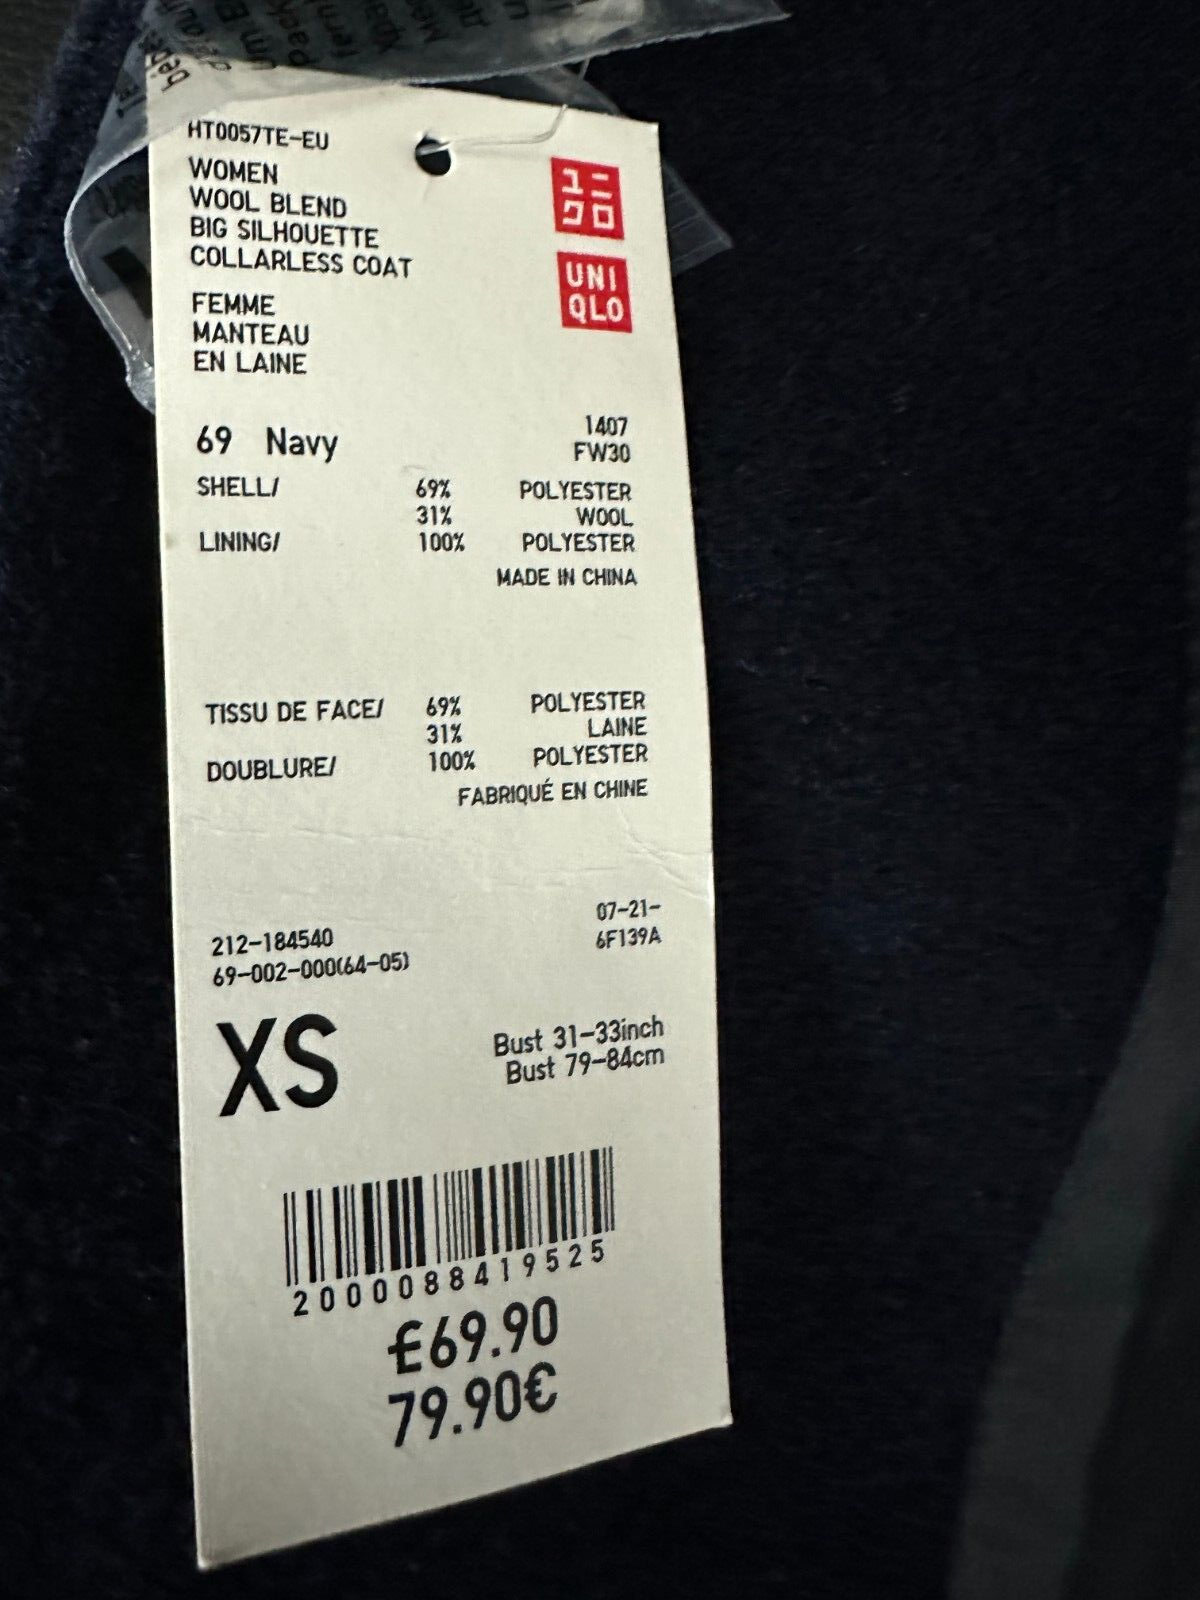 HT0057TE-EU
WOMEN
WOOL BLEND
BIG SILHOUETTE
COLLARLESS COAT
FEMME
MANTEAU
EN LAINE
ユニ
クロ
UNI
QLO
69 Navy
1407
FW30
SHELL/ 69% POLYESTER
31% WOOL
LINING/ 100% POLYESTER
MADE IN CHINA
TISSU DE FACE/ 69% POLYESTER
31% LAINE
DOUBLURE/ 100% POLYESTER
FABRIQUÉ EN CHINE
212-184540
69-002-000(64-05)
07-21-
6F139A
XS
Bust 31-33inch
Bust 79-84cm
2000088419525
£69.90
79.90€